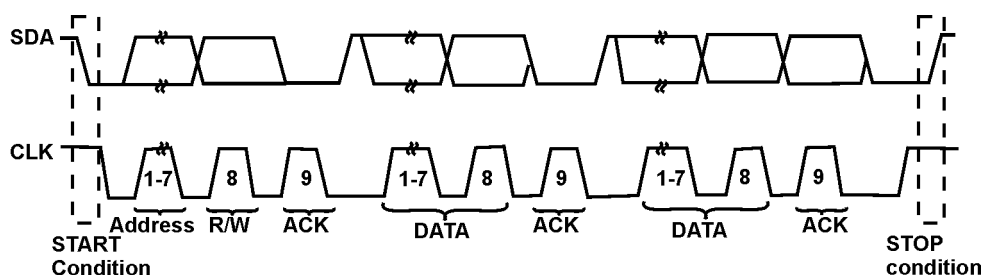 SDA
CLK
1-7 8 9 1-7 8 9 1-7 8 9
Address R/W ACK DATA ACK DATA ACK
START
Condition
STOP
condition